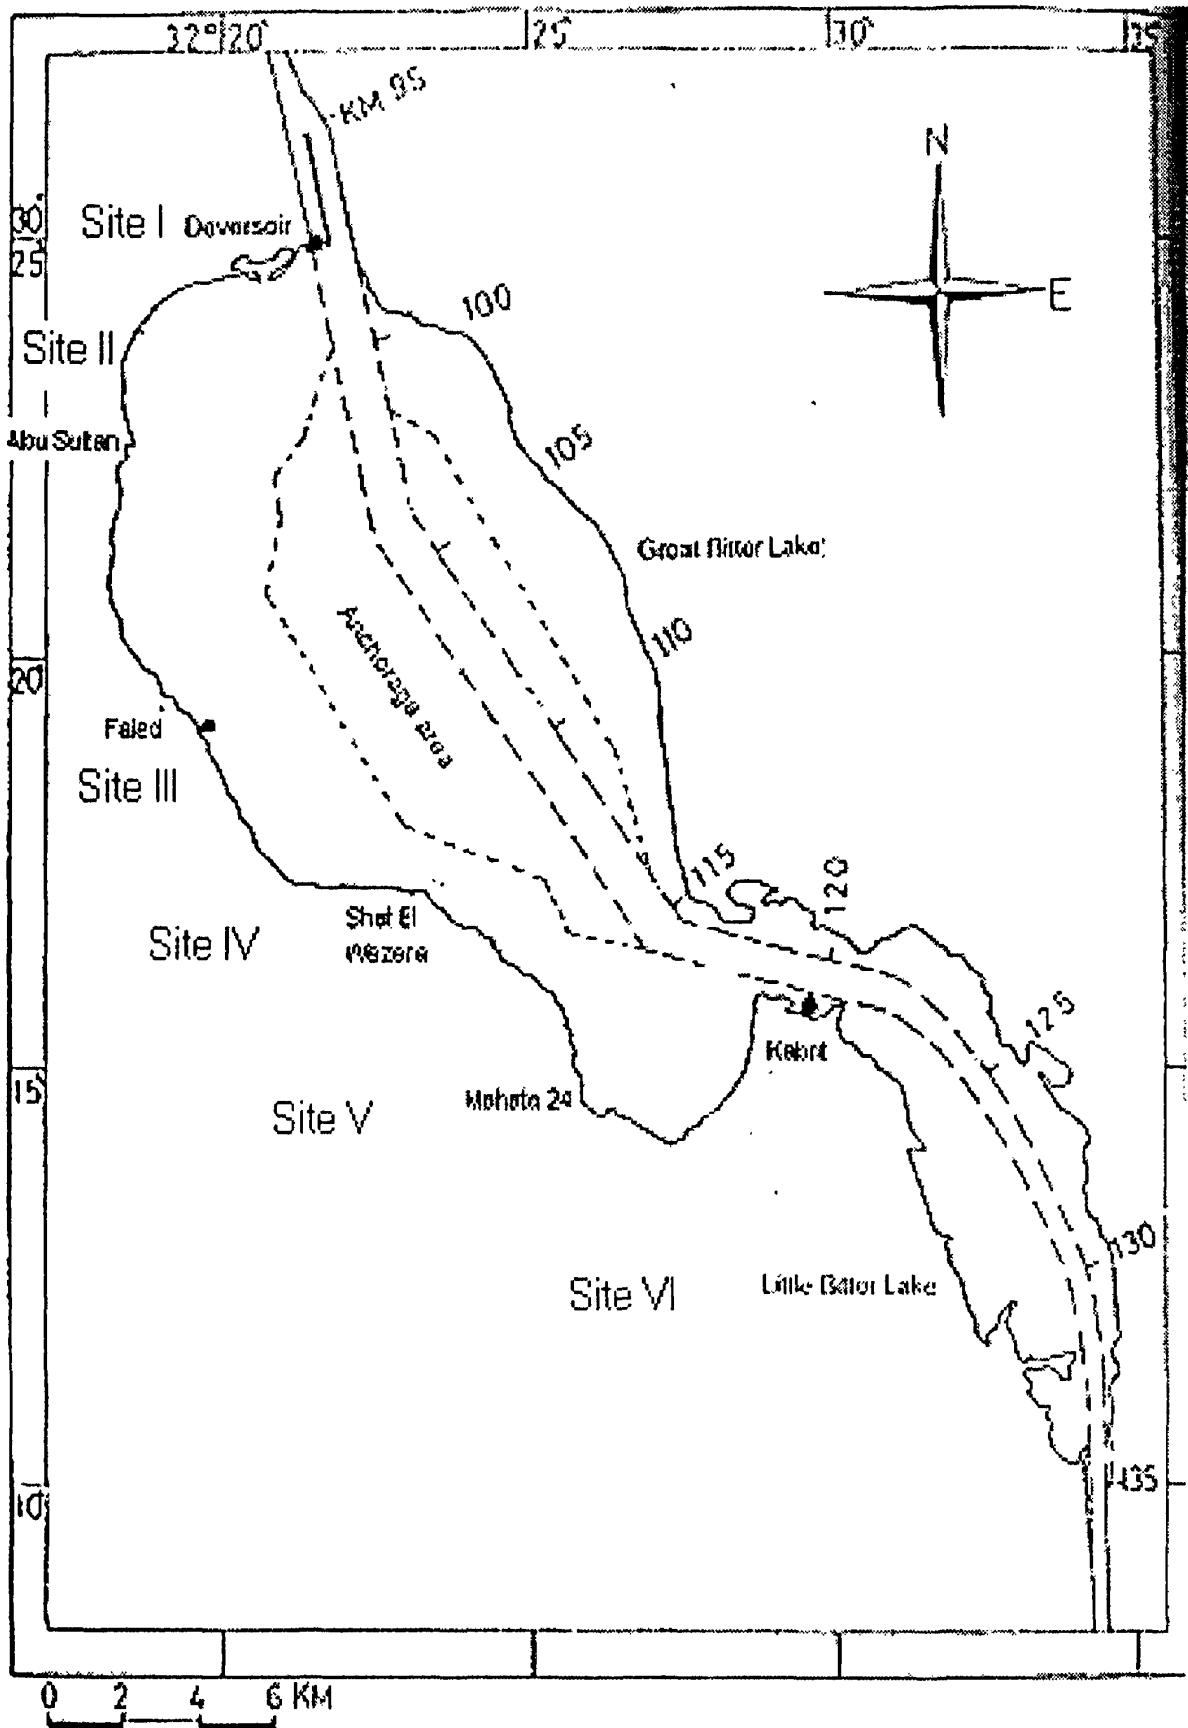 32° 20' 25' 30' 35'
KM 95
N
30°
25'
Site I Deversoir
E
100
Site II
Abu Sultan
105
Great Bitter Lake
110
Anchorage area
20'
Faied
Site III
115
120
Shat El
Wazera
Site IV
125
Kabrit
15'
Mahata 24
Site V
130
Site VI
Little Bitter Lake
135
10'
0 2 4 6 KM